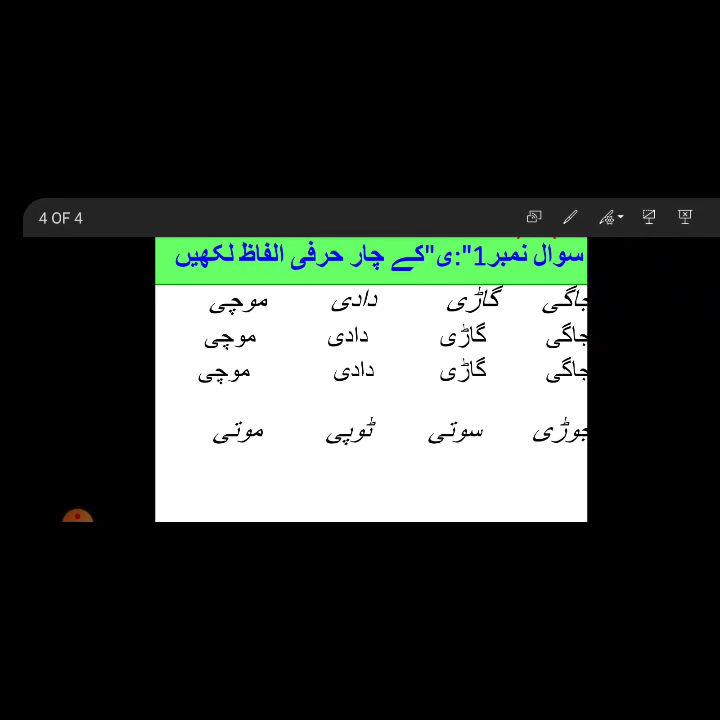 4 OF 4
سوال نمبر1":ی"کے چار حرفی الفاظ لکھیں
جاگی گاڑی دادی موچی
جاگی گاڑی دادی موچی
جاگی گاڑی دادی موچی
جوڑی سوتی ٹوپی موتی